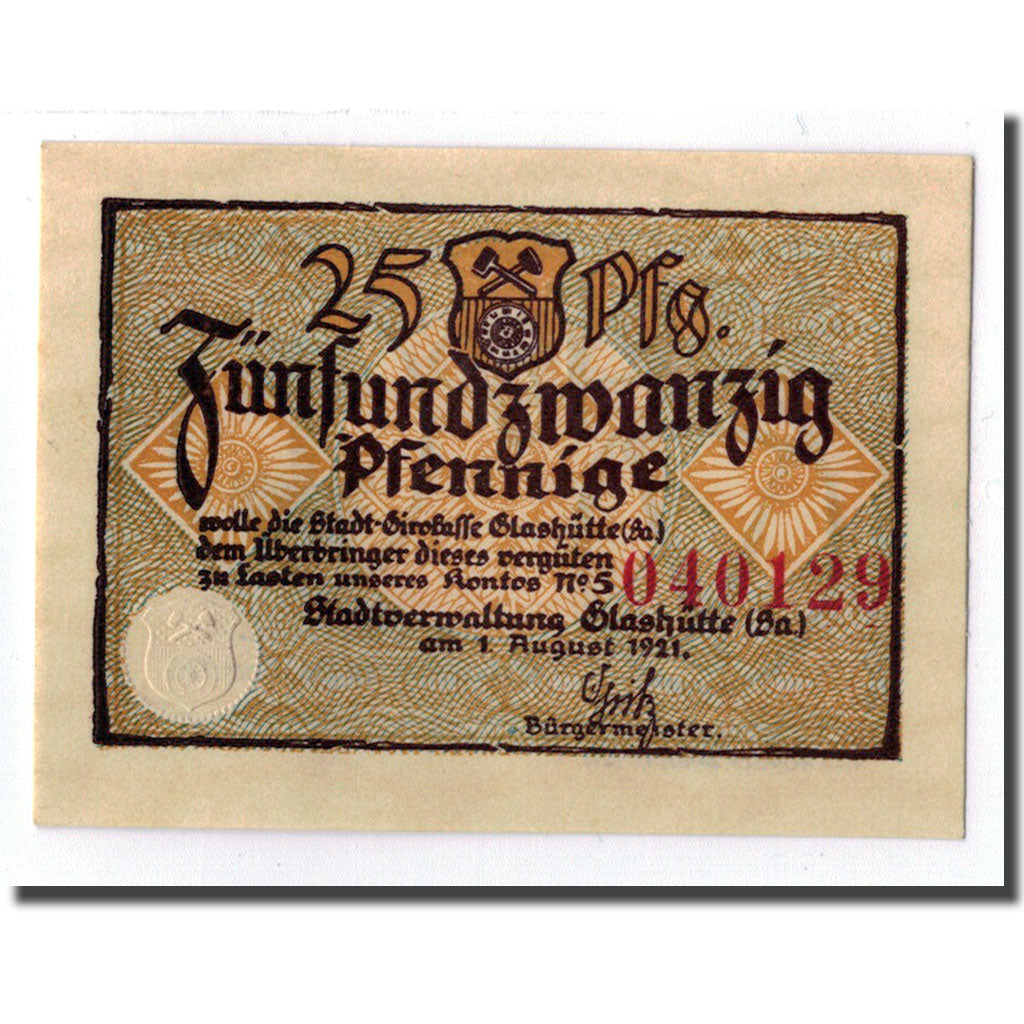 25 Pfg.
Fünfundzwanzig
Pfennige
wolle die Stadt-Girokasse Glashütte (Sa.)
dem Überbringer dieses vergüten
zu Lasten unseres Kontos No. 5
040129
Stadtverwaltung Glashütte (Sa.)
am 1. August 1921.
Bürgermeister.